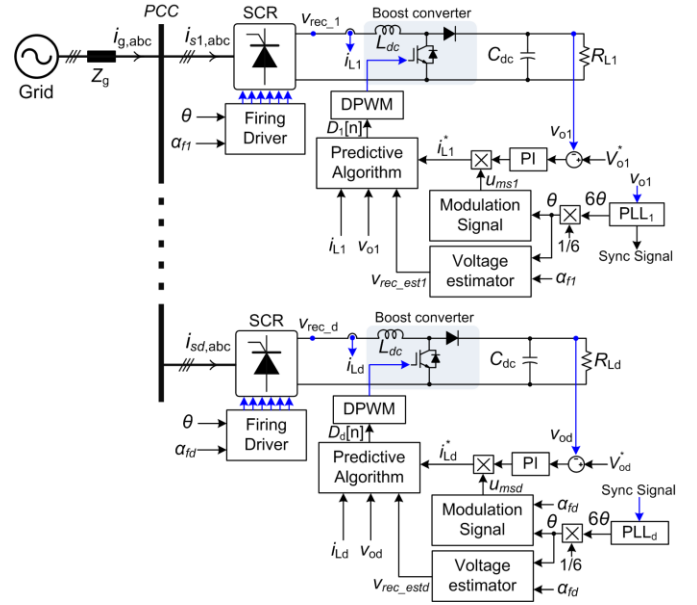 PCC
i_g,abc
i_s1,abc
SCR
v_rec_1
Boost converter
L_dc
i_L1
C_dc
R_L1
Grid
Z_g
θ
α_f1
Firing
Driver
DPWM
D_1[n]
Predictive
Algorithm
i*_L1
PI
v_o1
V*_o1
u_ms1
Modulation
Signal
θ
6θ
v_o1
PLL_1
1/6
Sync Signal
i_L1
v_o1
v_rec_est1
Voltage
estimator
α_f1
i_sd,abc
SCR
v_rec_d
Boost converter
L_dc
i_Ld
C_dc
R_Ld
θ
α_fd
Firing
Driver
DPWM
D_d[n]
Predictive
Algorithm
i*_Ld
PI
v_od
V*_od
u_msd
Sync Signal
Modulation
Signal
α_fd
θ
6θ
PLL_d
1/6
i_Ld
v_od
v_rec_estd
Voltage
estimator
α_fd